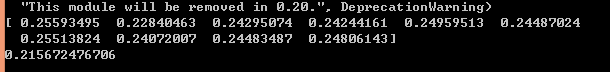 "This module will be removed in 0.20.", DeprecationWarning)
[ 0.25593495 0.22840463 0.24295074 0.24244161 0.24959513 0.24487024
0.25513824 0.24072007 0.24483487 0.24806143]
0.215672476706